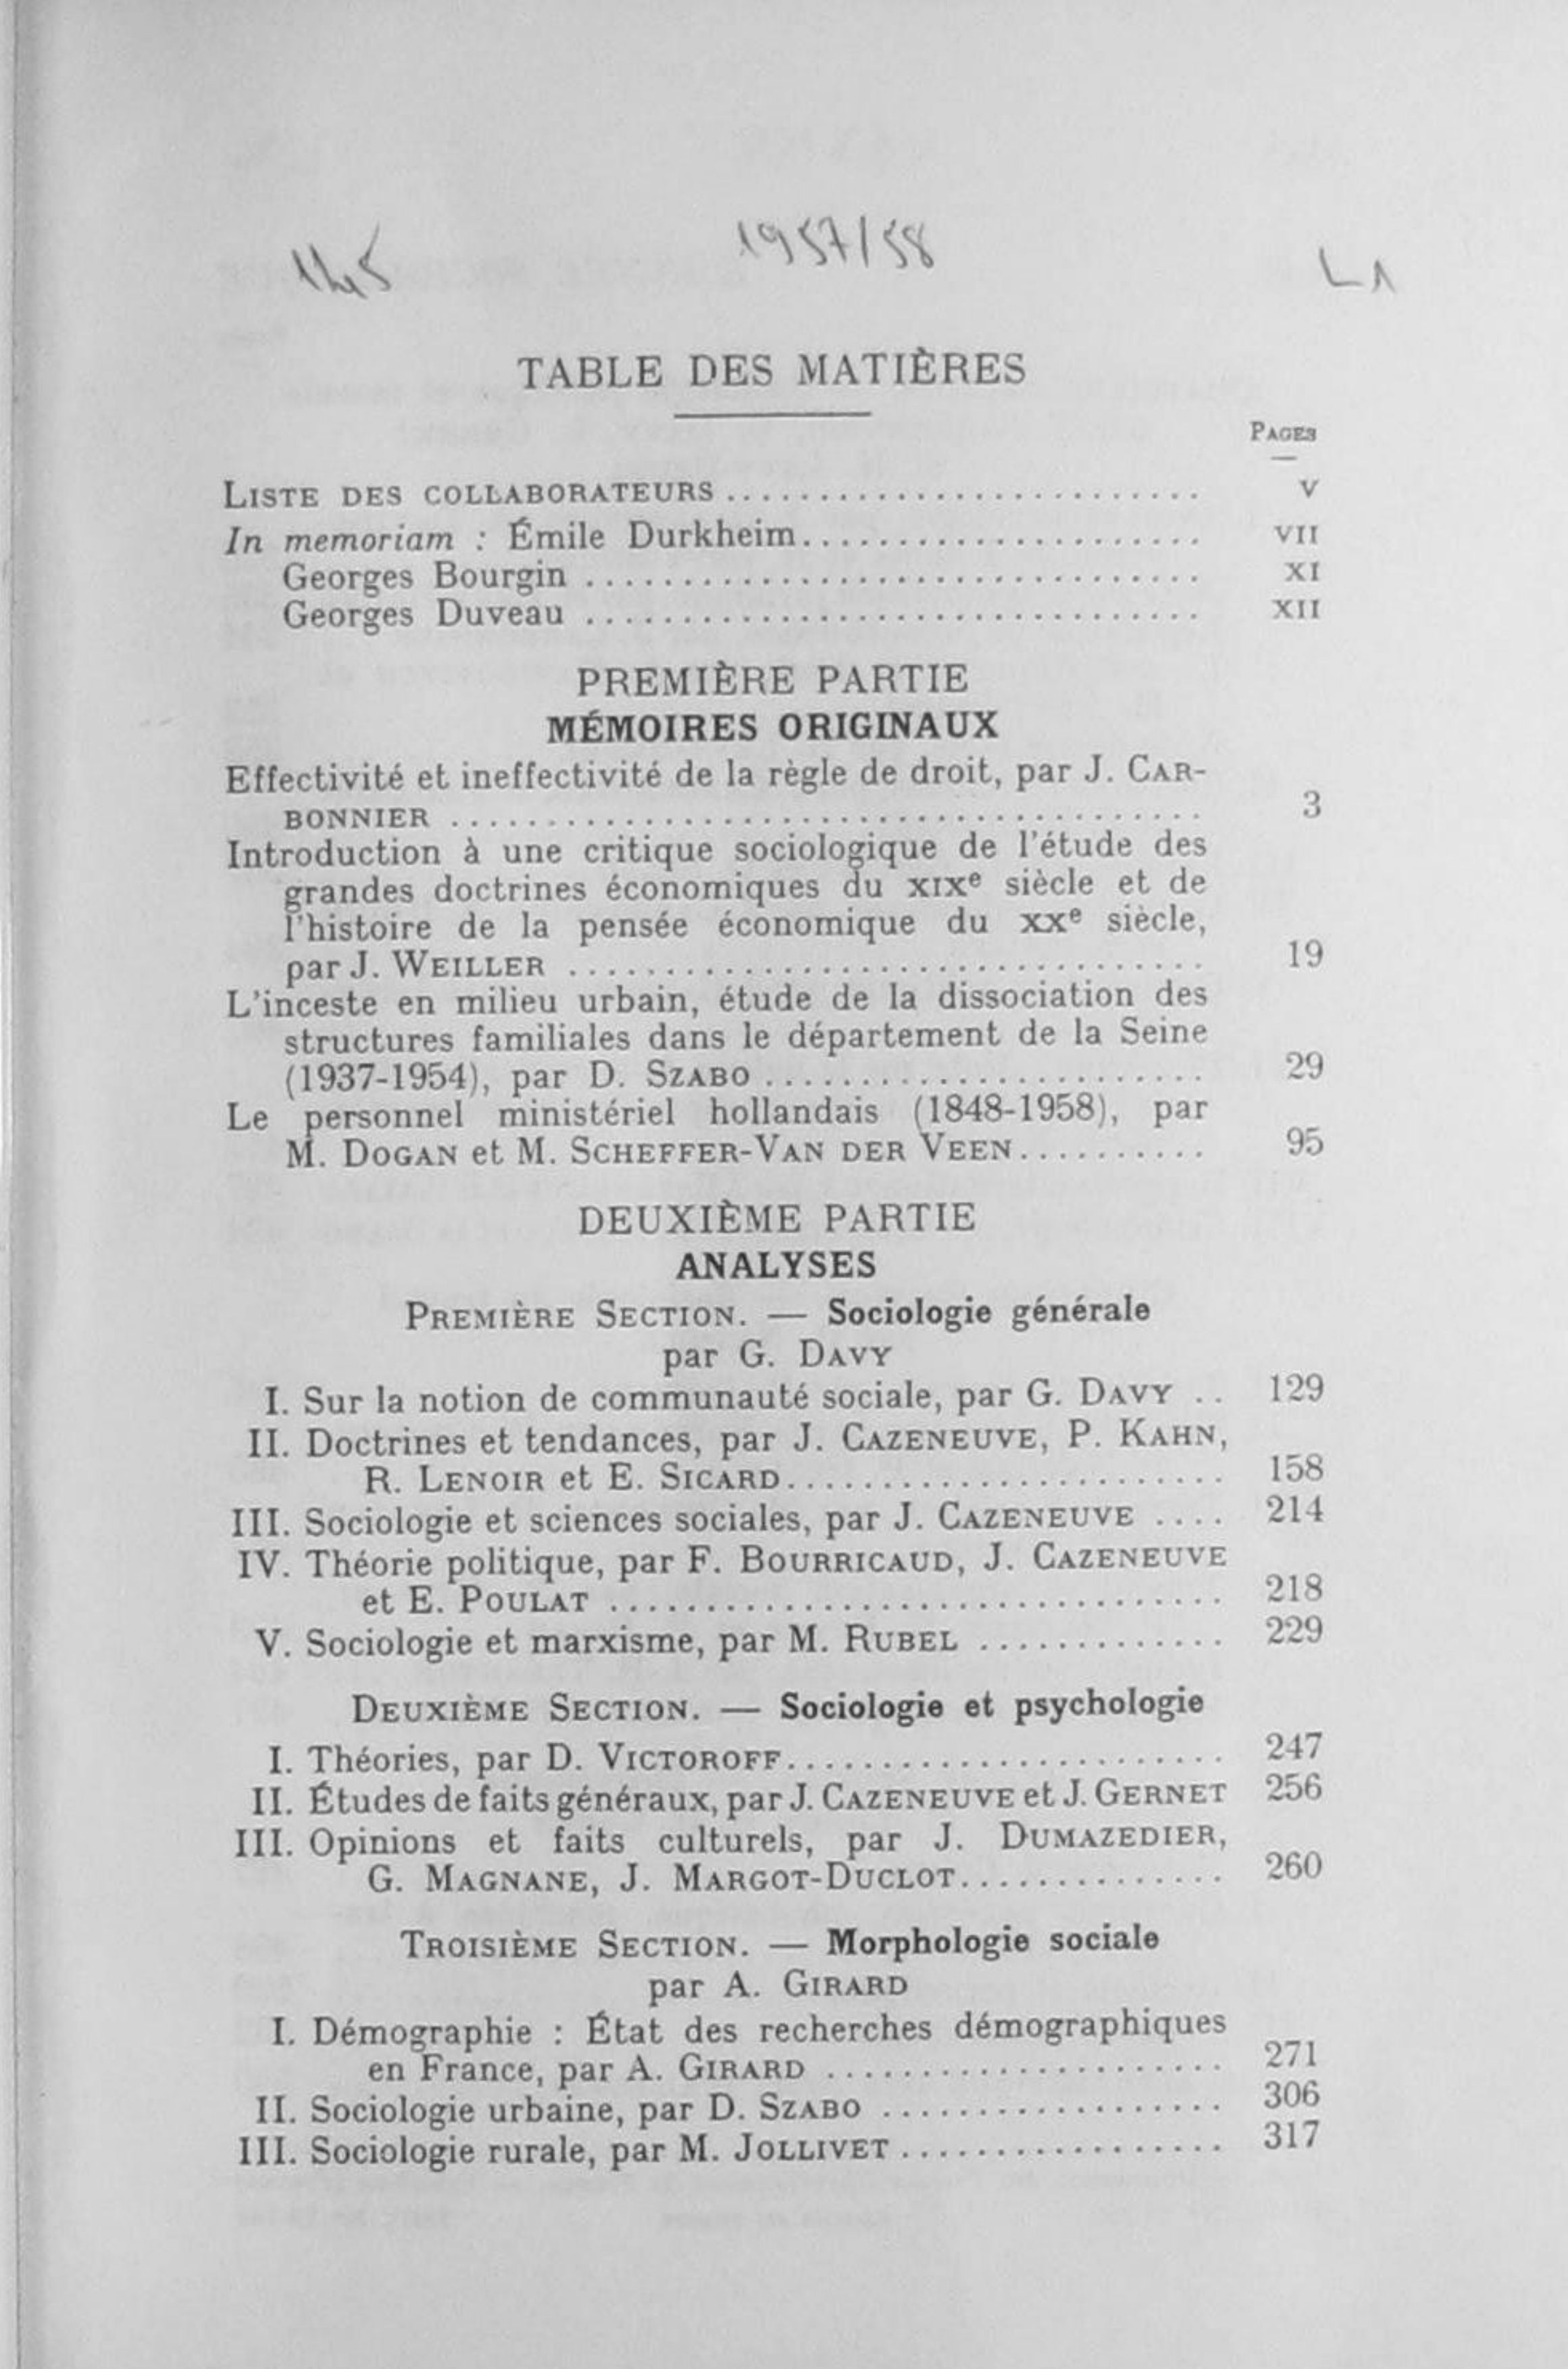 145
1957/58
L1
TABLE DES MATIÈRES
PAGES
LISTE DES COLLABORATEURS .......................... V
In memoriam : Émile Durkheim...................... VII
Georges Bourgin ................................ XI
Georges Duveau ................................ XII
PREMIÈRE PARTIE
MÉMOIRES ORIGINAUX
Effectivité et ineffectivité de la règle de droit, par J. CAR-
BONNIER ........................................ 3
Introduction à une critique sociologique de l'étude des
grandes doctrines économiques du XIXe siècle et de
l'histoire de la pensée économique du XXe siècle,
par J. WEILLER .................................. 19
L'inceste en milieu urbain, étude de la dissociation des
structures familiales dans le département de la Seine
(1937-1954), par D. SZABO ........................ 29
Le personnel ministériel hollandais (1848-1958), par
M. DOGAN et M. SCHEFFER-VAN DER VEEN.......... 95
DEUXIÈME PARTIE
ANALYSES
PREMIÈRE SECTION. — Sociologie générale
par G. DAVY
I. Sur la notion de communauté sociale, par G. DAVY .. 129
II. Doctrines et tendances, par J. CAZENEUVE, P. KAHN,
R. LENOIR et E. SICARD........................ 158
III. Sociologie et sciences sociales, par J. CAZENEUVE .... 214
IV. Théorie politique, par F. BOURRICAUD, J. CAZENEUVE
et E. POULAT ................................ 218
V. Sociologie et marxisme, par M. RUBEL ............. 229
DEUXIÈME SECTION. — Sociologie et psychologie
I. Théories, par D. VICTOROFF....................... 247
II. Études de faits généraux, par J. CAZENEUVE et J. GERNET 256
III. Opinions et faits culturels, par J. DUMAZEDIER,
G. MAGNANE, J. MARGOT-DUCLOT.............. 260
TROISIÈME SECTION. — Morphologie sociale
par A. GIRARD
I. Démographie : État des recherches démographiques
en France, par A. GIRARD ..................... 271
II. Sociologie urbaine, par D. SZABO .................. 306
III. Sociologie rurale, par M. JOLLIVET ................. 317